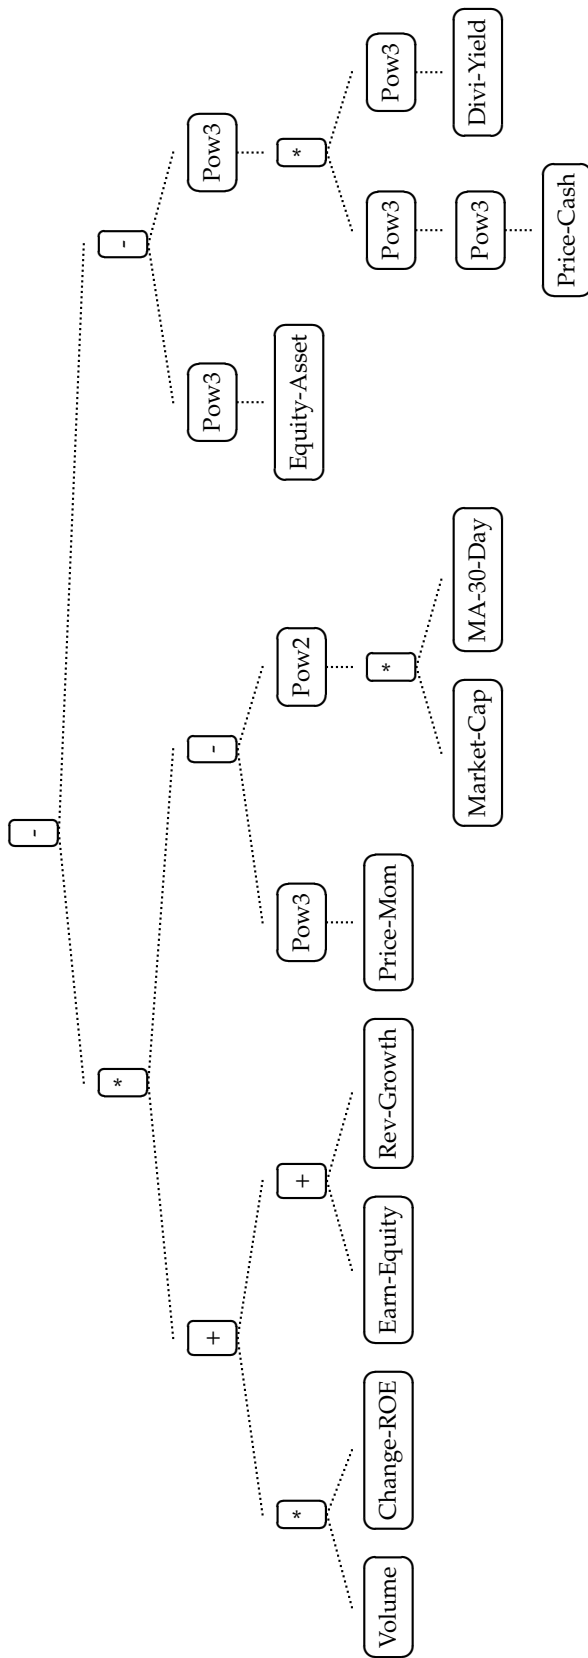 -
*
-
+
-
Pow3
Pow3
*
+
Pow3
Pow2
Equity-Asset
*
Volume
Change-ROE
Earn-Equity
Rev-Growth
Price-Mom
*
Pow3
Pow3
Market-Cap
MA-30-Day
Pow3
Divi-Yield
Price-Cash